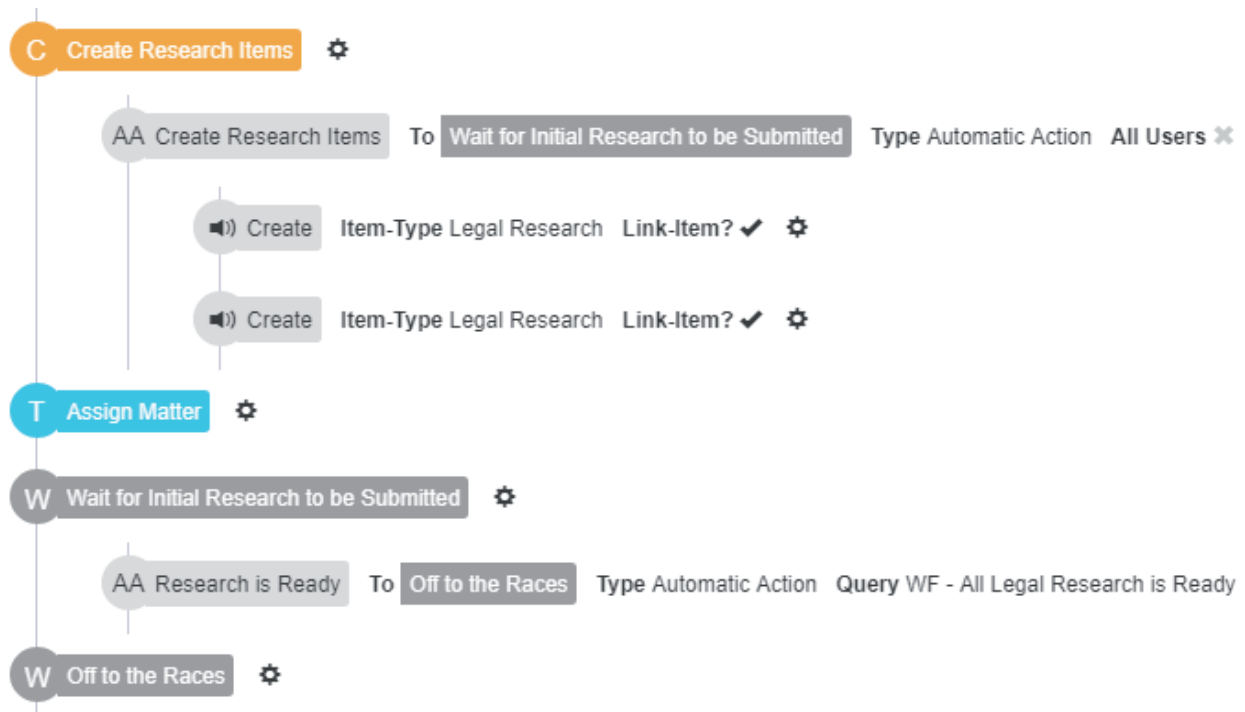 C Create Research Items
AA Create Research Items To Wait for Initial Research to be Submitted Type Automatic Action All Users
Create Item-Type Legal Research Link-Item?
Create Item-Type Legal Research Link-Item?
T Assign Matter
W Wait for Initial Research to be Submitted
AA Research is Ready To Off to the Races Type Automatic Action Query WF - All Legal Research is Ready
W Off to the Races